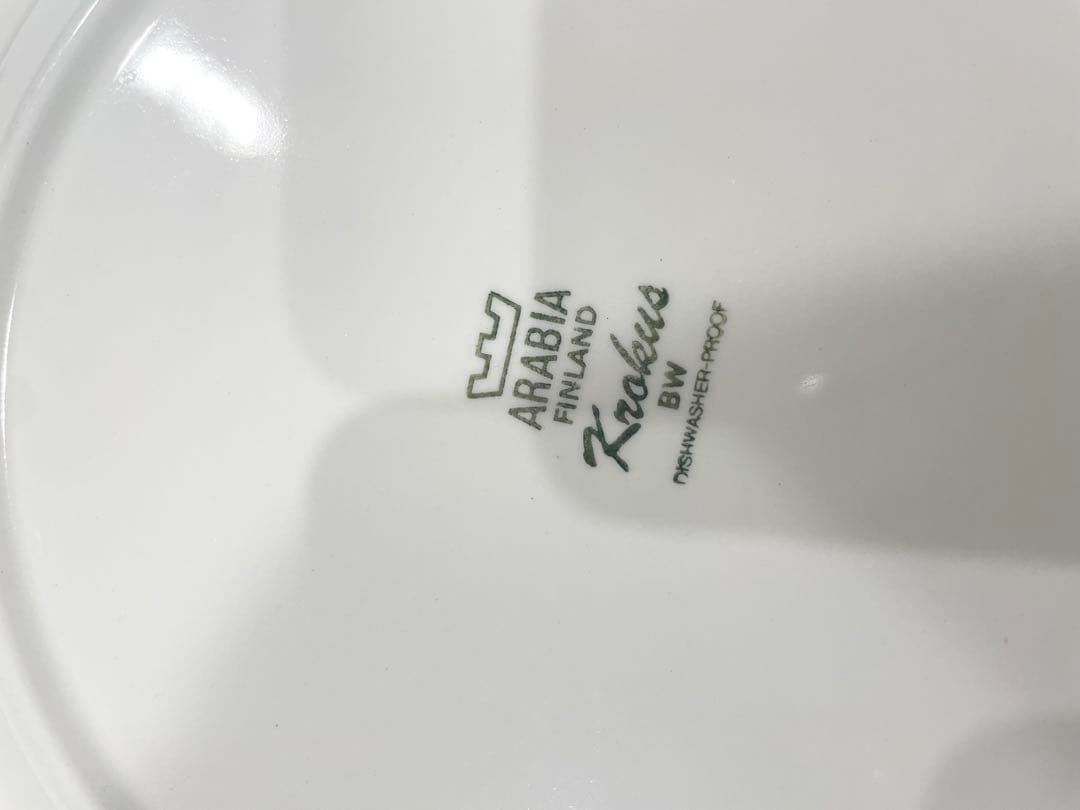 ARABIA
FINLAND
Krokus
BW
DISHWASHER-PROOF